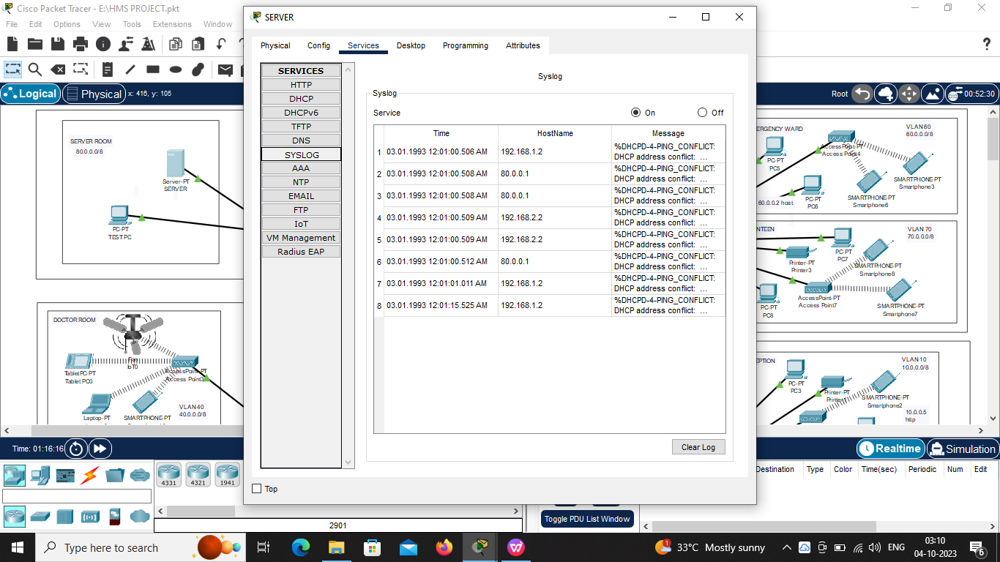 Cisco Packet Tracer - E:\HMS PROJECT.pkt
File Edit Options View Tools Extensions Window
Logical
Physical
x: 416, y: 105
Root
00:52:30
SERVER
Physical Config Services Desktop Programming Attributes
SERVICES
HTTP
DHCP
DHCPv6
TFTP
DNS
SYSLOG
AAA
NTP
EMAIL
FTP
IoT
VM Management
Radius EAP
Syslog
Syslog
Service On Off
Time HostName Message
1 03.01.1993 12:01:00.506 AM 192.168.1.2 %DHCPD-4-PING_CONFLICT:
DHCP address conflict: ...
2 03.01.1993 12:01:00.508 AM 80.0.0.1 %DHCPD-4-PING_CONFLICT:
DHCP address conflict: ...
3 03.01.1993 12:01:00.508 AM 80.0.0.1 %DHCPD-4-PING_CONFLICT:
DHCP address conflict: ...
4 03.01.1993 12:01:00.509 AM 192.168.2.2 %DHCPD-4-PING_CONFLICT:
DHCP address conflict: ...
5 03.01.1993 12:01:00.509 AM 192.168.2.2 %DHCPD-4-PING_CONFLICT:
DHCP address conflict: ...
6 03.01.1993 12:01:00.512 AM 80.0.0.1 %DHCPD-4-PING_CONFLICT:
DHCP address conflict: ...
7 03.01.1993 12:01:01.011 AM 192.168.1.2 %DHCPD-4-PING_CONFLICT:
DHCP address conflict: ...
8 03.01.1993 12:01:15.525 AM 192.168.1.2 %DHCPD-4-PING_CONFLICT:
DHCP address conflict: ...
Clear Log
Top
SERVER ROOM
80.0.0.0/8
Server-PT
SERVER
PC-PT
TEST PC
DOCTOR ROOM
Fan
IoT0
TabletPC-PT
Tablet PC0
AccessPoint-PT
Access Point3
Laptop-PT
SMARTPHONE-PT
VLAN 40
40.0.0.0/8
ERGENCY WARD
VLAN 60
60.0.0.0/8
PC-PT
PC5
AccessPoint-PT
Access Point4
SMARTPHONE-PT
Smartphone3
SMARTPHONE-PT
Smartphone6
60.0.0.2 host
PC-PT
PC6
NTEEN
VLAN 70
70.0.0.0/8
PC-PT
PC7
Printer-PT
Printer3
SMARTPHONE-PT
Smartphone8
AccessPoint-PT
Access Point7
SMARTPHONE-PT
Smartphone7
PC-PT
PC8
EPTION
VLAN 10
10.0.0.0/8
PC-PT
PC3
Printer-PT
SMARTPHONE-PT
Smartphone2
10.0.0.5
http
Time: 01:16:16
Realtime
Simulation
4331 4321 1941
2901
Toggle PDU List Window
Destination Type Color Time(sec) Periodic Num Edit
Type here to search
1
33°C Mostly sunny
ENG
03:10
04-10-2023
6